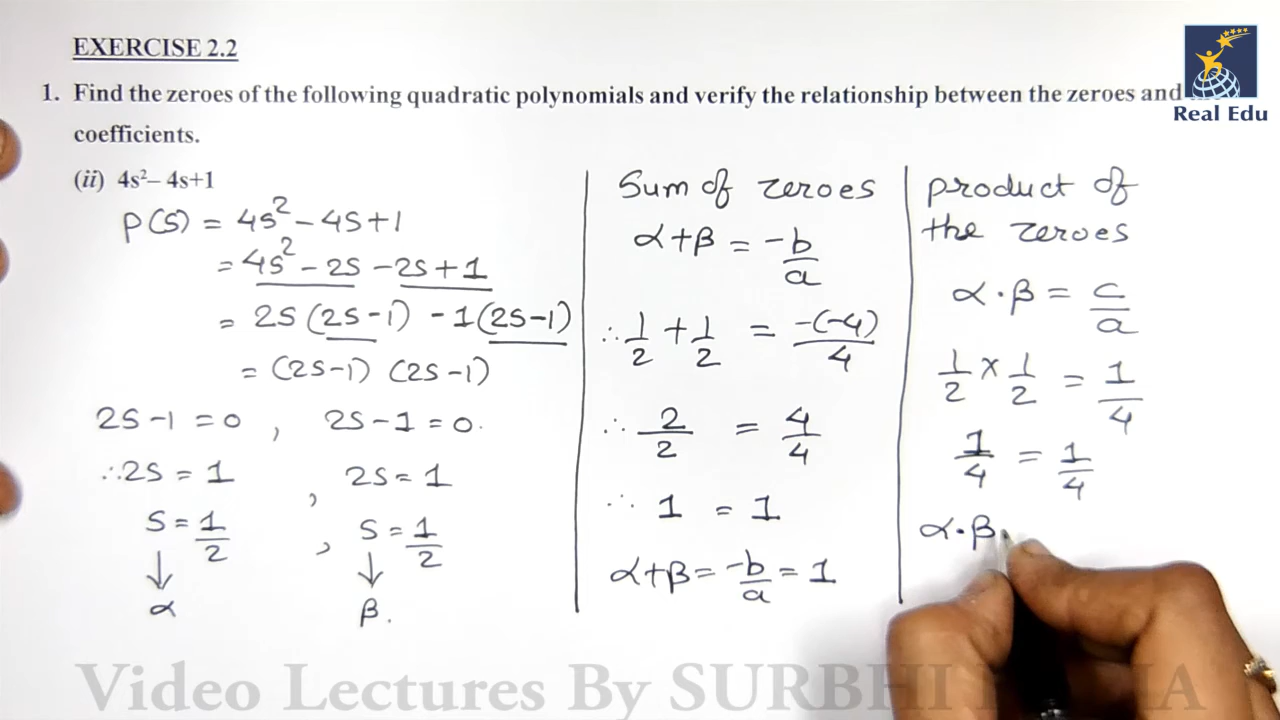 EXERCISE 2.2
1. Find the zeroes of the following quadratic polynomials and verify the relationship between the zeroes and
coefficients.
(ii) 4s²– 4s+1
P(S) = 4s² - 4s + 1
= 4s² - 2s - 2s + 1
= 2s (2s - 1) - 1 (2s - 1)
= (2s - 1) (2s - 1)
2s - 1 = 0 , 2s - 1 = 0.
∴ 2s = 1 , 2s = 1
s = 1/2 , s = 1/2
↓ ↓
α β.
Sum of zeroes
α + β = -b/a
∴ 1/2 + 1/2 = -(-4)/4
∴ 2/2 = 4/4
∴ 1 = 1
α + β = -b/a = 1
product of
the zeroes
α · β = c/a
1/2 × 1/2 = 1/4
1/4 = 1/4
α · β
Real Edu
Video Lectures By